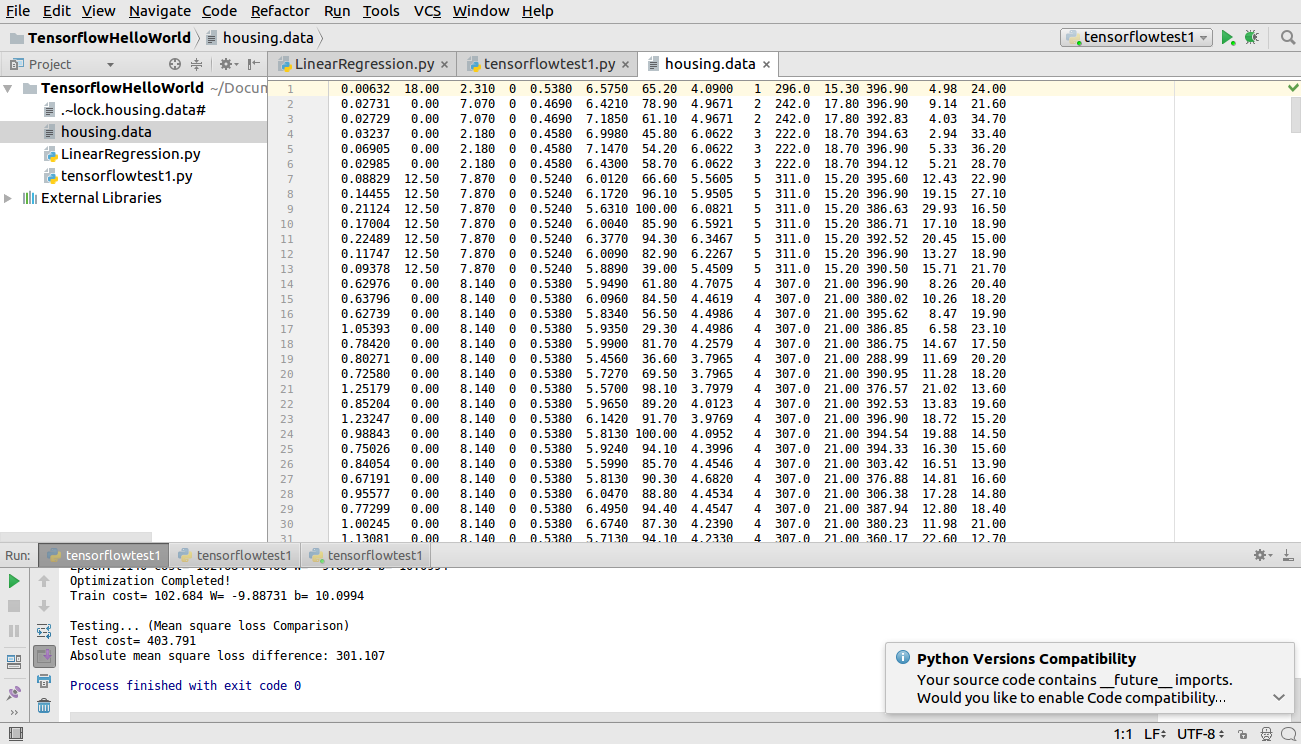 File Edit View Navigate Code Refactor Run Tools VCS Window Help
TensorflowHelloWorld housing.data tensorflowtest1
Project LinearRegression.py tensorflowtest1.py housing.data
TensorflowHelloWorld ~/Docum
.~lock.housing.data#
housing.data
LinearRegression.py
tensorflowtest1.py
External Libraries
1 0.00632 18.00 2.310 0 0.5380 6.5750 65.20 4.0900 1 296.0 15.30 396.90 4.98 24.00
2 0.02731 0.00 7.070 0 0.4690 6.4210 78.90 4.9671 2 242.0 17.80 396.90 9.14 21.60
3 0.02729 0.00 7.070 0 0.4690 7.1850 61.10 4.9671 2 242.0 17.80 392.83 4.03 34.70
4 0.03237 0.00 2.180 0 0.4580 6.9980 45.80 6.0622 3 222.0 18.70 394.63 2.94 33.40
5 0.06905 0.00 2.180 0 0.4580 7.1470 54.20 6.0622 3 222.0 18.70 396.90 5.33 36.20
6 0.02985 0.00 2.180 0 0.4580 6.4300 58.70 6.0622 3 222.0 18.70 394.12 5.21 28.70
7 0.08829 12.50 7.870 0 0.5240 6.0120 66.60 5.5605 5 311.0 15.20 395.60 12.43 22.90
8 0.14455 12.50 7.870 0 0.5240 6.1720 96.10 5.9505 5 311.0 15.20 396.90 19.15 27.10
9 0.21124 12.50 7.870 0 0.5240 5.6310 100.00 6.0821 5 311.0 15.20 386.63 29.93 16.50
10 0.17004 12.50 7.870 0 0.5240 6.0040 85.90 6.5921 5 311.0 15.20 386.71 17.10 18.90
11 0.22489 12.50 7.870 0 0.5240 6.3770 94.30 6.3467 5 311.0 15.20 392.52 20.45 15.00
12 0.11747 12.50 7.870 0 0.5240 6.0090 82.90 6.2267 5 311.0 15.20 396.90 13.27 18.90
13 0.09378 12.50 7.870 0 0.5240 5.8890 39.00 5.4509 5 311.0 15.20 390.50 15.71 21.70
14 0.62976 0.00 8.140 0 0.5380 5.9490 61.80 4.7075 4 307.0 21.00 396.90 8.26 20.40
15 0.63796 0.00 8.140 0 0.5380 6.0960 84.50 4.4619 4 307.0 21.00 380.02 10.26 18.20
16 0.62739 0.00 8.140 0 0.5380 5.8340 56.50 4.4986 4 307.0 21.00 395.62 8.47 19.90
17 1.05393 0.00 8.140 0 0.5380 5.9350 29.30 4.4986 4 307.0 21.00 386.85 6.58 23.10
18 0.78420 0.00 8.140 0 0.5380 5.9900 81.70 4.2579 4 307.0 21.00 386.75 14.67 17.50
19 0.80271 0.00 8.140 0 0.5380 5.4560 36.60 3.7965 4 307.0 21.00 288.99 11.69 20.20
20 0.72580 0.00 8.140 0 0.5380 5.7270 69.50 3.7965 4 307.0 21.00 390.95 11.28 18.20
21 1.25179 0.00 8.140 0 0.5380 5.5700 98.10 3.7979 4 307.0 21.00 376.57 21.02 13.60
22 0.85204 0.00 8.140 0 0.5380 5.9650 89.20 4.0123 4 307.0 21.00 392.53 13.83 19.60
23 1.23247 0.00 8.140 0 0.5380 6.1420 91.70 3.9769 4 307.0 21.00 396.90 18.72 15.20
24 0.98843 0.00 8.140 0 0.5380 5.8130 100.00 4.0952 4 307.0 21.00 394.54 19.88 14.50
25 0.75026 0.00 8.140 0 0.5380 5.9240 94.10 4.3996 4 307.0 21.00 394.33 16.30 15.60
26 0.84054 0.00 8.140 0 0.5380 5.5990 85.70 4.4546 4 307.0 21.00 303.42 16.51 13.90
27 0.67191 0.00 8.140 0 0.5380 5.8130 90.30 4.6820 4 307.0 21.00 376.88 14.81 16.60
28 0.95577 0.00 8.140 0 0.5380 6.0470 88.80 4.4534 4 307.0 21.00 306.38 17.28 14.80
29 0.77299 0.00 8.140 0 0.5380 6.4950 94.40 4.4547 4 307.0 21.00 387.94 12.80 18.40
30 1.00245 0.00 8.140 0 0.5380 6.6740 87.30 4.2390 4 307.0 21.00 380.23 11.98 21.00
31 1.13081 0.00 8.140 0 0.5380 5.7130 94.10 4.2330 4 307.0 21.00 360.17 22.60 12.70
Run: tensorflowtest1 tensorflowtest1 tensorflowtest1
Optimization Completed!
Train cost= 102.684 W= -9.88731 b= 10.0994
Testing... (Mean square loss Comparison)
Test cost= 403.791
Absolute mean square loss difference: 301.107
Process finished with exit code 0
Python Versions Compatibility
Your source code contains __future__ imports.
Would you like to enable Code compatibility...
1:1 LF UTF-8